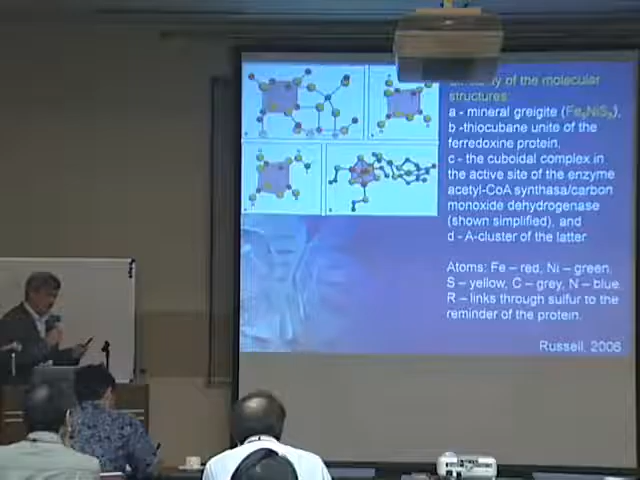 of the molecular
structures:
a - mineral greigite (Fe5NiS8),
b -thiocubane unite of the
ferredoxine protein,
c - the cuboidal complex in
the active site of the enzyme
acetyl-CoA synthasa/carbon
monoxide dehydrogenase
(shown simplified), and
d - A-cluster of the latter
Atoms: Fe – red, Ni – green,
S – yellow, C – grey, N – blue,
R – links through sulfur to the
reminder of the protein.
Russell, 2006